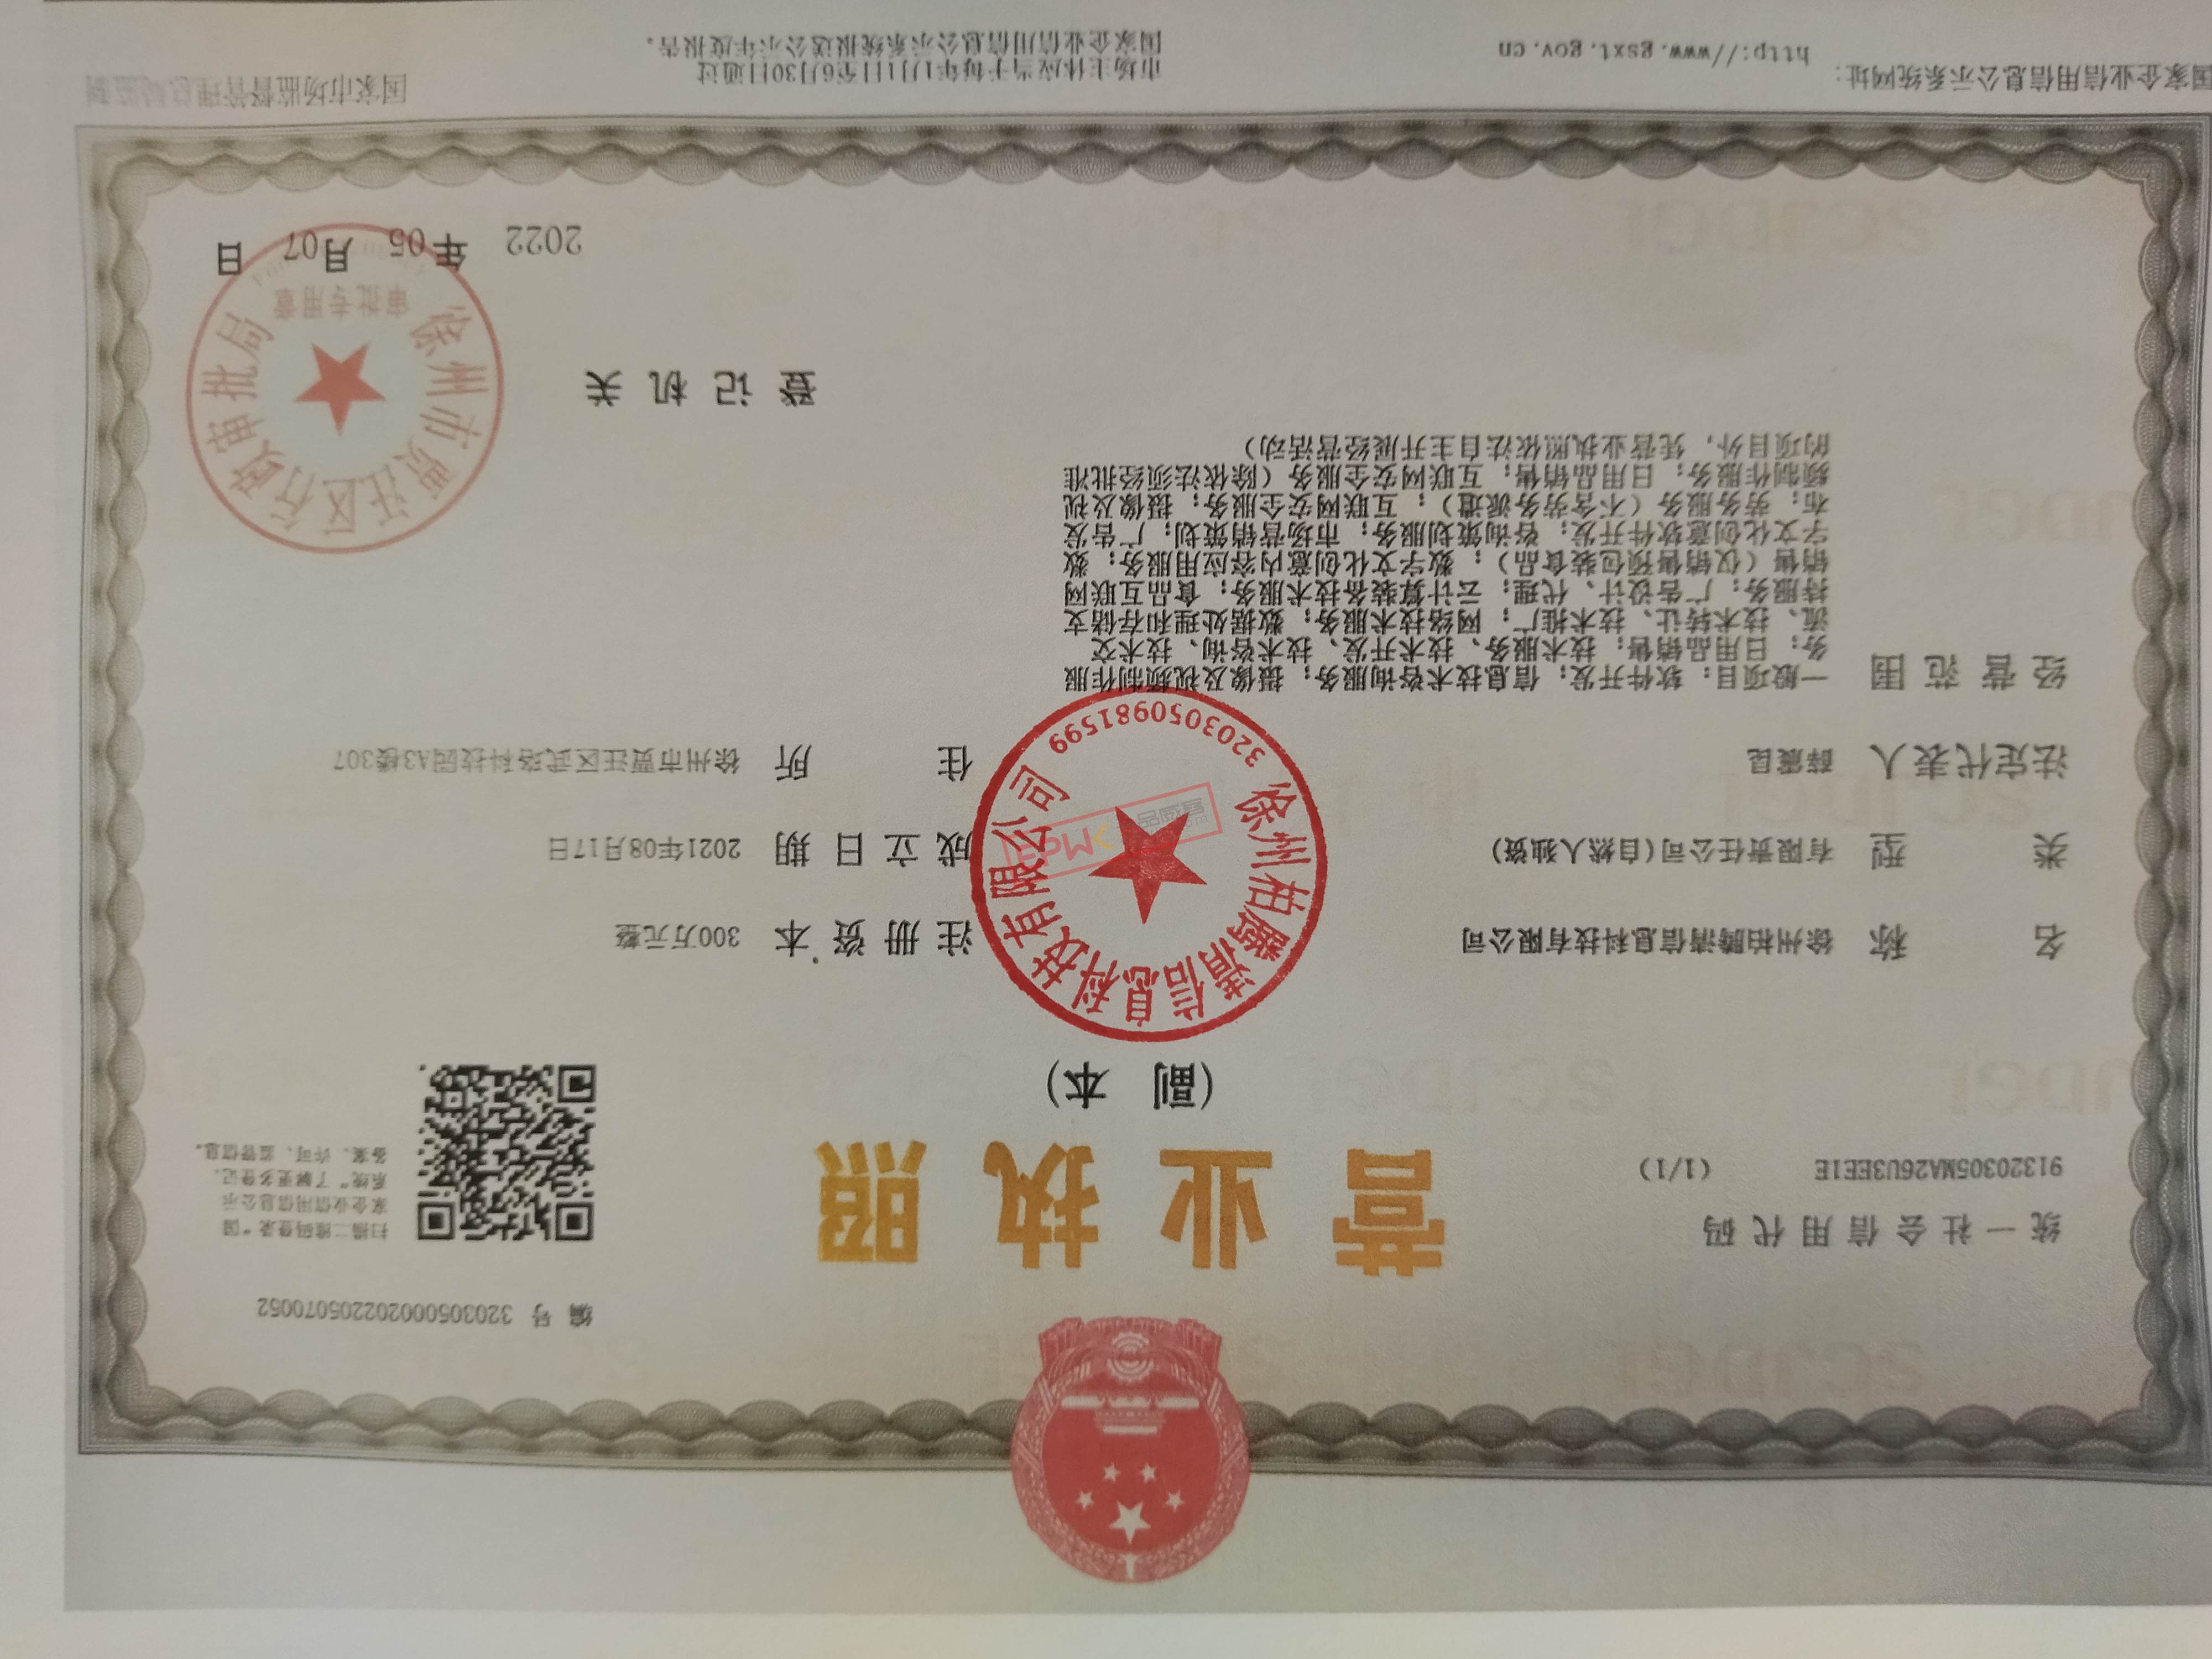 编 号 320305000202205070052
统一社会信用代码
91320305MA26U3EE1E (1/1)
营业执照
(副 本)
扫描二维码登录"国
家企业信用信息公示
系统"了解更多登记、
备案、许可、监管信息。
名 称 徐州柏腾清信息科技有限公司
类 型 有限责任公司(自然人独资)
法定代表人 薛震昆
经营范围 一般项目：软件开发；信息技术咨询服务；摄像及视频制作服
务；日用品销售；技术服务、技术开发、技术咨询、技术交
流、技术转让、技术推广；网络技术服务；数据处理和存储支
持服务；广告设计、代理；云计算装备技术服务；食品互联网
销售（仅销售预包装食品）；数字文化创意内容应用服务；数
字文化创意软件开发；咨询策划服务；市场营销策划；广告发
布；劳务服务（不含劳务派遣）；互联网安全服务；摄像及视
频制作服务；日用品销售；互联网安全服务（除依法须经批准
的项目外，凭营业执照依法自主开展经营活动）
注册资本 300万元整
成立日期 2021年08月17日
住 所 徐州市贾汪区武珞科技园A3楼307
徐州柏腾清信息科技有限公司
3203050981599
登记机关
徐州市贾汪区行政审批局
审批专用章
2022 年 05 月 07 日
国家企业信用信息公示系统网址：
http://www.gsxt.gov.cn
市场主体应当于每年1月1日至6月30日通过
国家企业信用信息公示系统报送公示年度报告。
国家市场监督管理总局监制